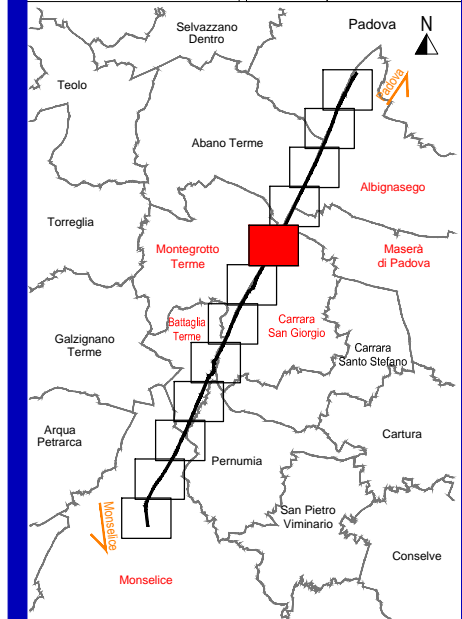 Selvazzano
Dentro
Padova
N
Teolo
Padova
Abano Terme
Albignasego
Torreglia
Montegrotto
Terme
Maserà
di Padova
Battaglia
Terme
Carrara
San Giorgio
Galzignano
Terme
Carrara
Santo Stefano
Arqua
Petrarca
Cartura
Pernumia
San Pietro
Viminario
Monselice
Conselve
Monselice